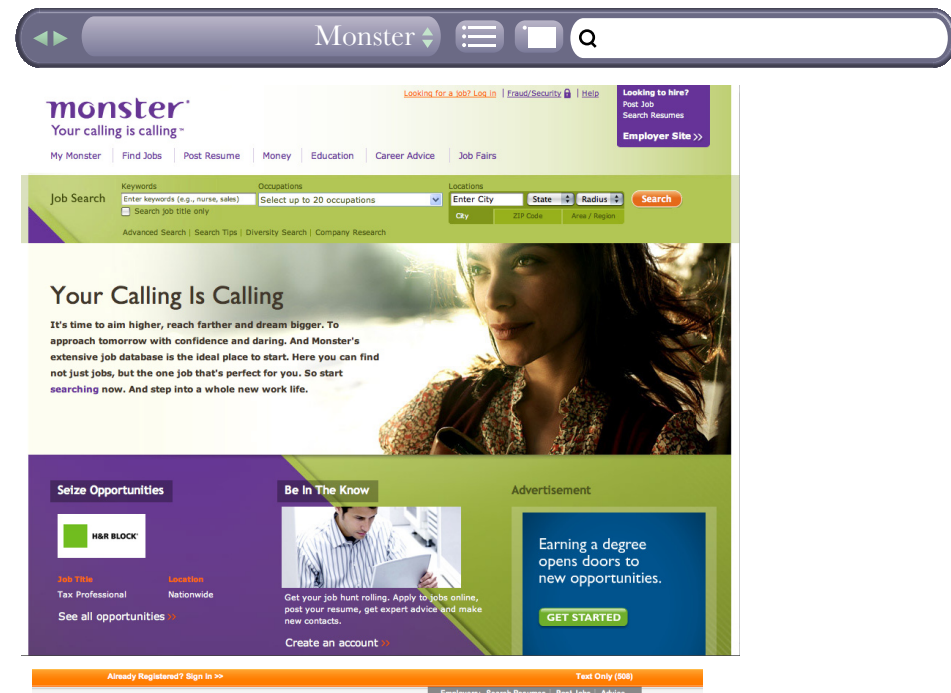 Monster
Looking for a job? Log in | Fraud/Security | Help
Looking to hire?
Post Job
Search Resumes
Employer Site >>
monster®
Your calling is calling™
My Monster | Find Jobs | Post Resume | Money | Education | Career Advice | Job Fairs
Job Search
Keywords
Occupations
Locations
Enter keywords (e.g., nurse, sales)
Select up to 20 occupations
Enter City
State
Radius
Search
Search job title only
City
ZIP Code
Area / Region
Advanced Search | Search Tips | Diversity Search | Company Research
Your Calling Is Calling
It's time to aim higher, reach farther and dream bigger. To
approach tomorrow with confidence and daring. And Monster's
extensive job database is the ideal place to start. Here you can find
not just jobs, but the one job that's perfect for you. So start
searching now. And step into a whole new work life.
Seize Opportunities
H&R BLOCK®
Job Title
Location
Tax Professional
Nationwide
See all opportunities >>
Be In The Know
Get your job hunt rolling. Apply to jobs online,
post your resume, get expert advice and make
new contacts.
Create an account >>
Advertisement
Earning a degree
opens doors to
new opportunities.
GET STARTED
Already Registered? Sign In >>
Text Only (508)
Employers: Search Resumes | Post Jobs | Advice